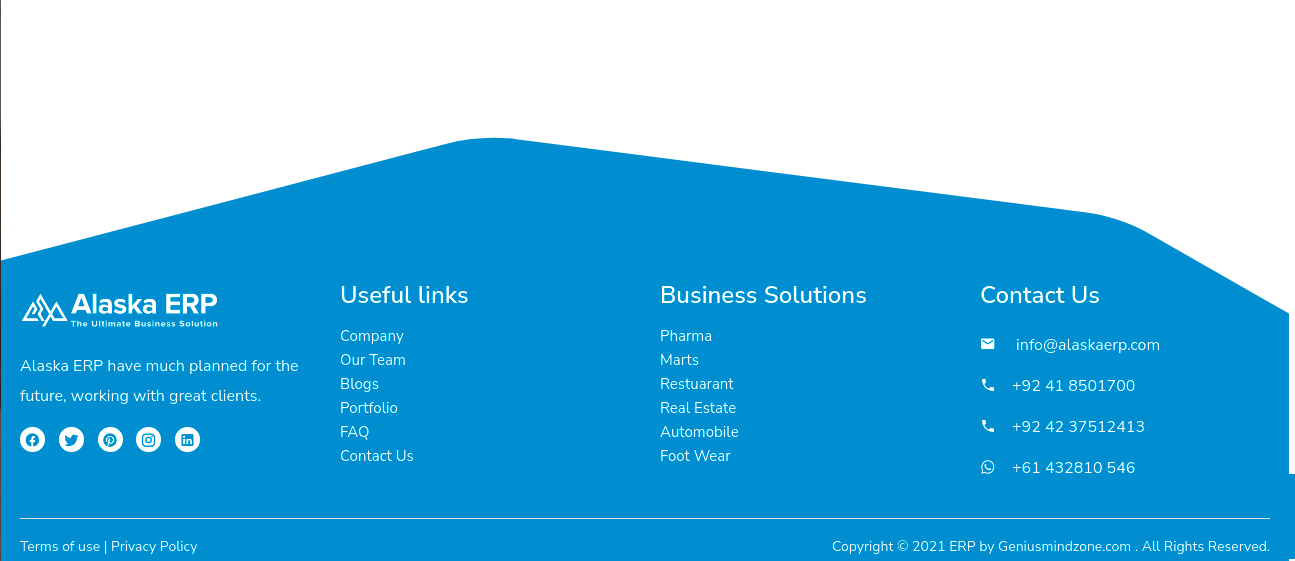 Alaska ERP
The Ultimate Business Solution
Alaska ERP have much planned for the
future, working with great clients.
Useful links
Company
Our Team
Blogs
Portfolio
FAQ
Contact Us
Business Solutions
Pharma
Marts
Restuarant
Real Estate
Automobile
Foot Wear
Contact Us
info@alaskaerp.com
+92 41 8501700
+92 42 37512413
+61 432810 546
Terms of use | Privacy Policy
Copyright © 2021 ERP by Geniusmindzone.com . All Rights Reserved.